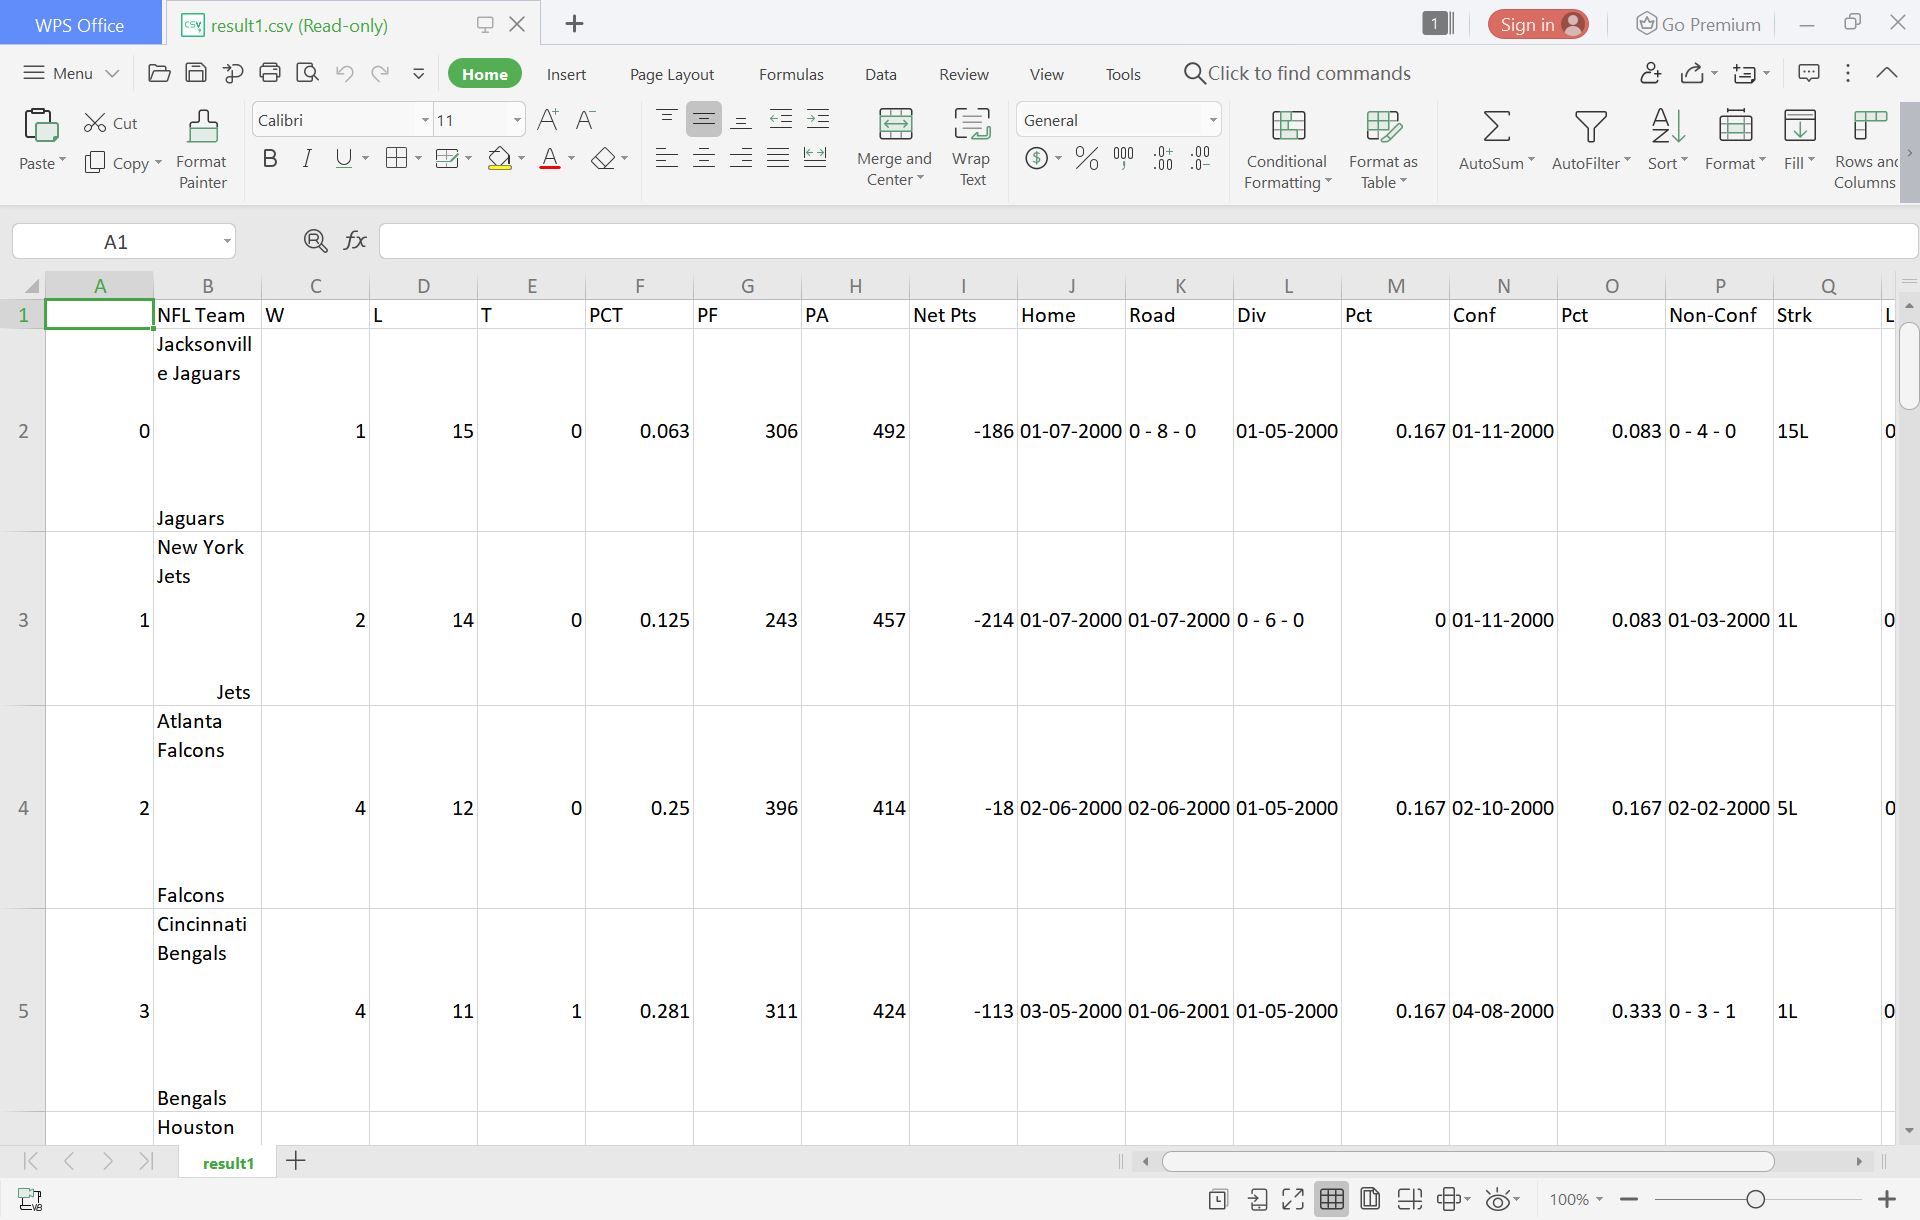 WPS Office result1.csv (Read-only) 1 Sign in Go Premium
Menu Home Insert Page Layout Formulas Data Review View Tools Click to find commands
Paste Cut Copy Format Painter Calibri 11 Merge and Center Wrap Text General Conditional Formatting Format as Table AutoSum AutoFilter Sort Format Fill Rows and Columns
A1 fx
A B C D E F G H I J K L M N O P Q
1 NFL Team W L T PCT PF PA Net Pts Home Road Div Pct Conf Pct Non-Conf Strk L
Jacksonvill
e Jaguars
2 0 1 15 0 0.063 306 492 -186 01-07-2000 0 - 8 - 0 01-05-2000 0.167 01-11-2000 0.083 0 - 4 - 0 15L 0
Jaguars
New York
Jets
3 1 2 14 0 0.125 243 457 -214 01-07-2000 01-07-2000 0 - 6 - 0 0 01-11-2000 0.083 01-03-2000 1L 0
Jets
Atlanta
Falcons
4 2 4 12 0 0.25 396 414 -18 02-06-2000 02-06-2000 01-05-2000 0.167 02-10-2000 0.167 02-02-2000 5L 0
Falcons
Cincinnati
Bengals
5 3 4 11 1 0.281 311 424 -113 03-05-2000 01-06-2001 01-05-2000 0.167 04-08-2000 0.333 0 - 3 - 1 1L 0
Bengals
Houston
result1
100%